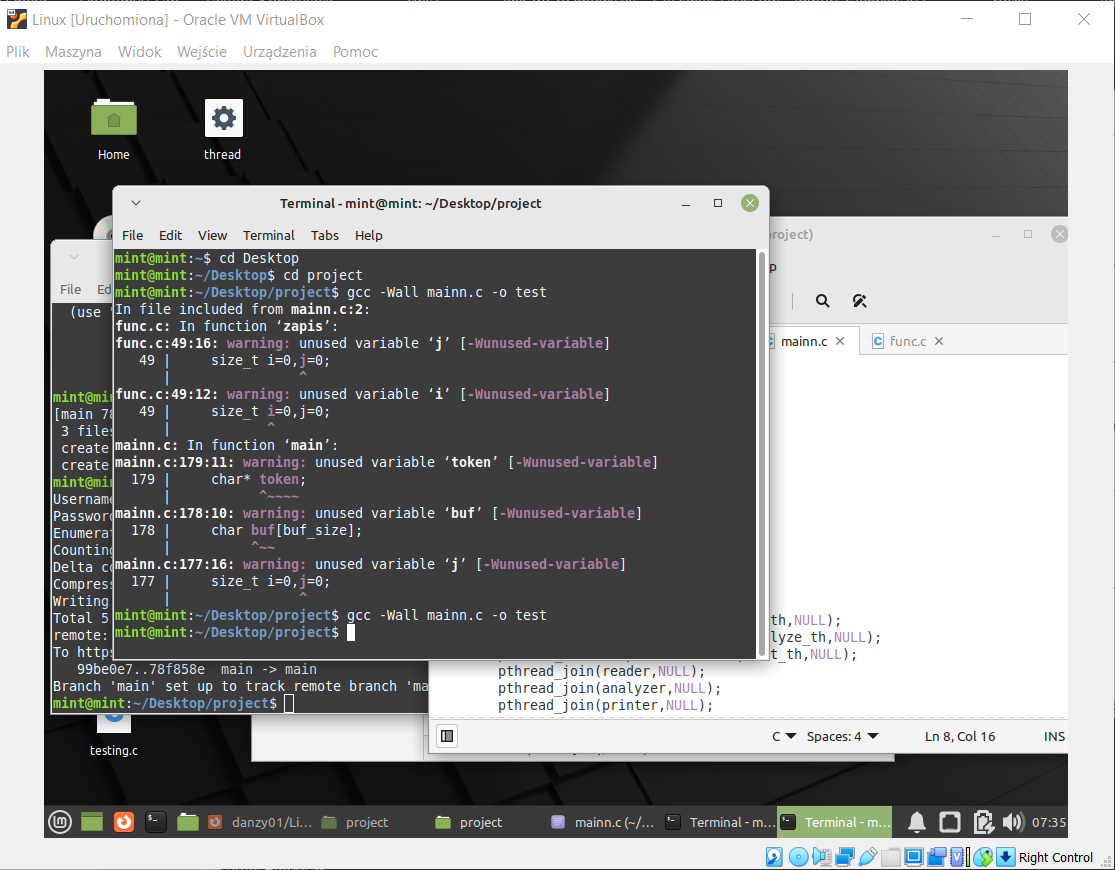 Linux [Uruchomiona] - Oracle VM VirtualBox
Plik Maszyna Widok Wejście Urządzenia Pomoc
Home
thread
Terminal - mint@mint: ~/Desktop/project
roject)
File Edit View Terminal Tabs Help
File Ed
p
mainn.c
func.c
mint@mint:~$ cd Desktop
mint@mint:~/Desktop$ cd project
mint@mint:~/Desktop/project$ gcc -Wall mainn.c -o test
In file included from mainn.c:2:
func.c: In function ‘zapis’:
func.c:49:16: warning: unused variable ‘j’ [-Wunused-variable]
49 | size_t i=0,j=0;
| ^
func.c:49:12: warning: unused variable ‘i’ [-Wunused-variable]
49 | size_t i=0,j=0;
| ^
mainn.c: In function ‘main’:
mainn.c:179:11: warning: unused variable ‘token’ [-Wunused-variable]
179 | char* token;
| ^~~~~
mainn.c:178:10: warning: unused variable ‘buf’ [-Wunused-variable]
178 | char buf[buf_size];
| ^~~
mainn.c:177:16: warning: unused variable ‘j’ [-Wunused-variable]
177 | size_t i=0,j=0;
| ^
mint@mint:~/Desktop/project$ gcc -Wall mainn.c -o test
mint@mint:~/Desktop/project$
(use
mint@mi
[main 78
3 files
create
create
mint@mi
Username
Password
Enumerat
Counting
Delta co
Compress
Writing
Total 5
remote:
To https
99be0e7..78f858e main -> main
Branch 'main' set up to track remote branch 'ma
mint@mint:~/Desktop/project$
th,NULL);
lyze_th,NULL);
t_th,NULL);
pthread_join(reader,NULL);
pthread_join(analyzer,NULL);
pthread_join(printer,NULL);
C Spaces: 4 Ln 8, Col 16 INS
testing.c
danzy01/Li... project project mainn.c (~/... Terminal - m... Terminal - m... 07:35
Right Control